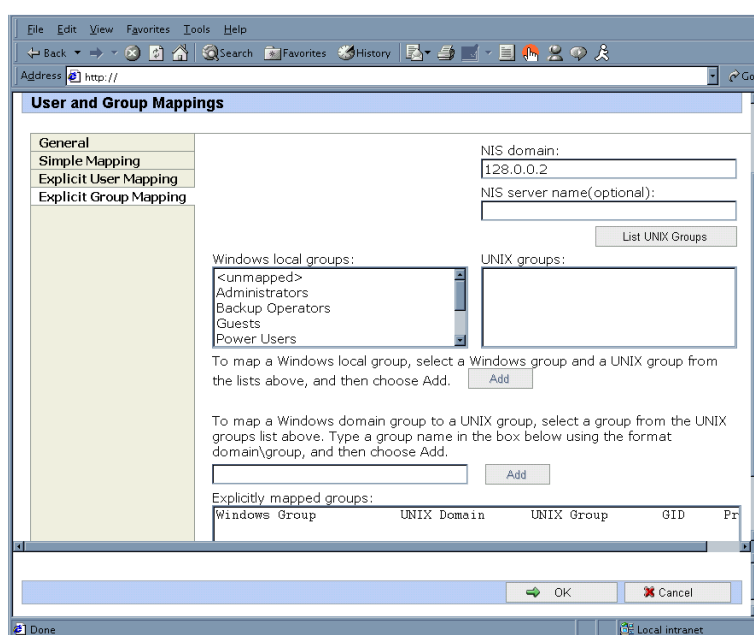 File Edit View Favorites Tools Help
Back Search Favorites History
Address http:// Go
User and Group Mappings
General
Simple Mapping
Explicit User Mapping
Explicit Group Mapping
NIS domain:
128.0.0.2
NIS server name(optional):
List UNIX Groups
Windows local groups:
UNIX groups:
<unmapped>
Administrators
Backup Operators
Guests
Power Users
To map a Windows local group, select a Windows group and a UNIX group from
the lists above, and then choose Add. Add
To map a Windows domain group to a UNIX group, select a group from the UNIX
groups list above. Type a group name in the box below using the format
domain\group, and then choose Add.
Add
Explicitly mapped groups:
Windows Group UNIX Domain UNIX Group GID Pr
OK Cancel
Done Local intranet